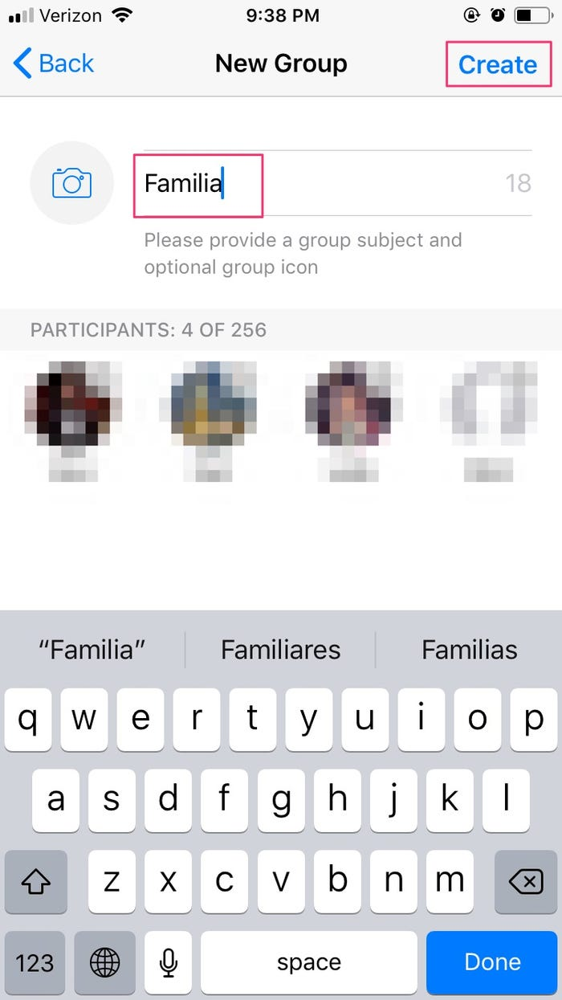 Verizon 9:38 PM
Back New Group Create
Familia 18
Please provide a group subject and
optional group icon
PARTICIPANTS: 4 OF 256
“Familia” Familiares Familias
q w e r t y u i o p
a s d f g h j k l
z x c v b n m
123 space Done